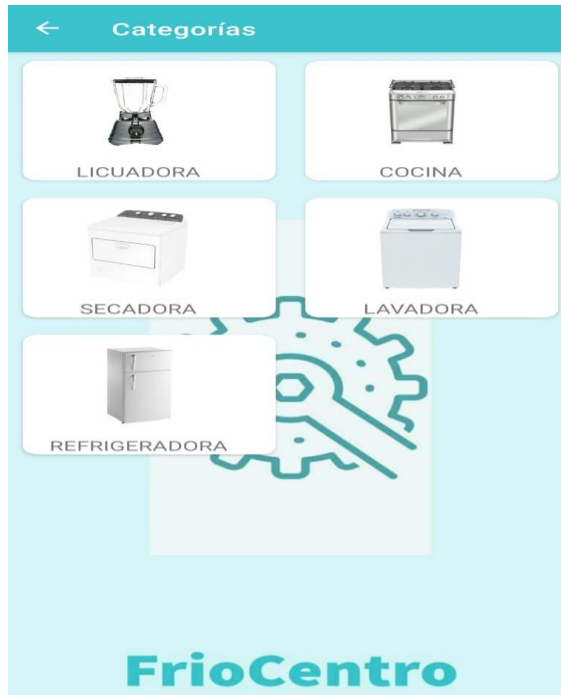 Categorías
LICUADORA
COCINA
SECADORA
LAVADORA
REFRIGERADORA
FrioCentro